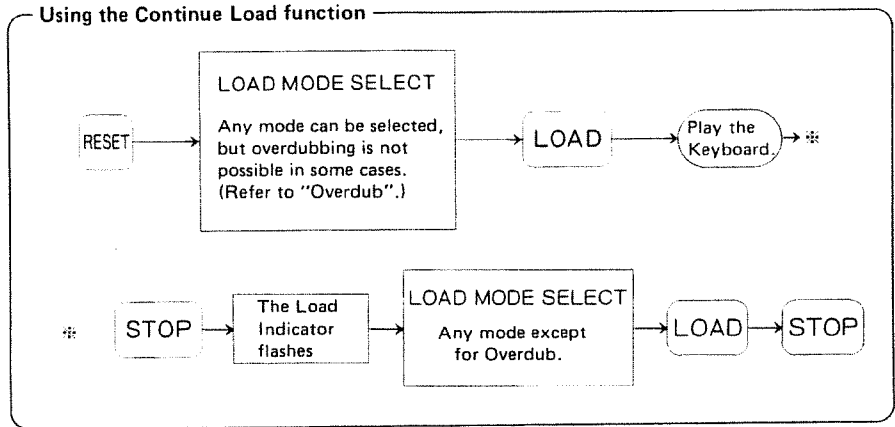 Using the Continue Load function
LOAD MODE SELECT
Any mode can be selected,
but overdubbing is not
possible in some cases.
(Refer to "Overdub".)
RESET
LOAD
Play the
Keyboard.
※
※
STOP
The Load
Indicator
flashes
LOAD MODE SELECT
Any mode except
for Overdub.
LOAD
STOP